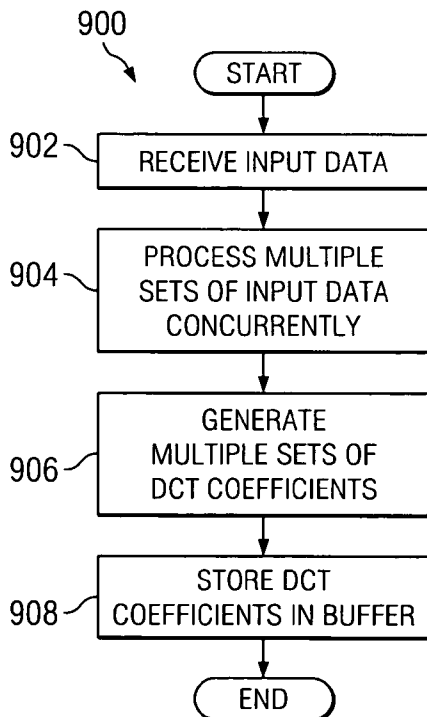 900
START
902
RECEIVE INPUT DATA
904
PROCESS MULTIPLE
SETS OF INPUT DATA
CONCURRENTLY
906
GENERATE
MULTIPLE SETS OF
DCT COEFFICIENTS
908
STORE DCT
COEFFICIENTS IN BUFFER
END